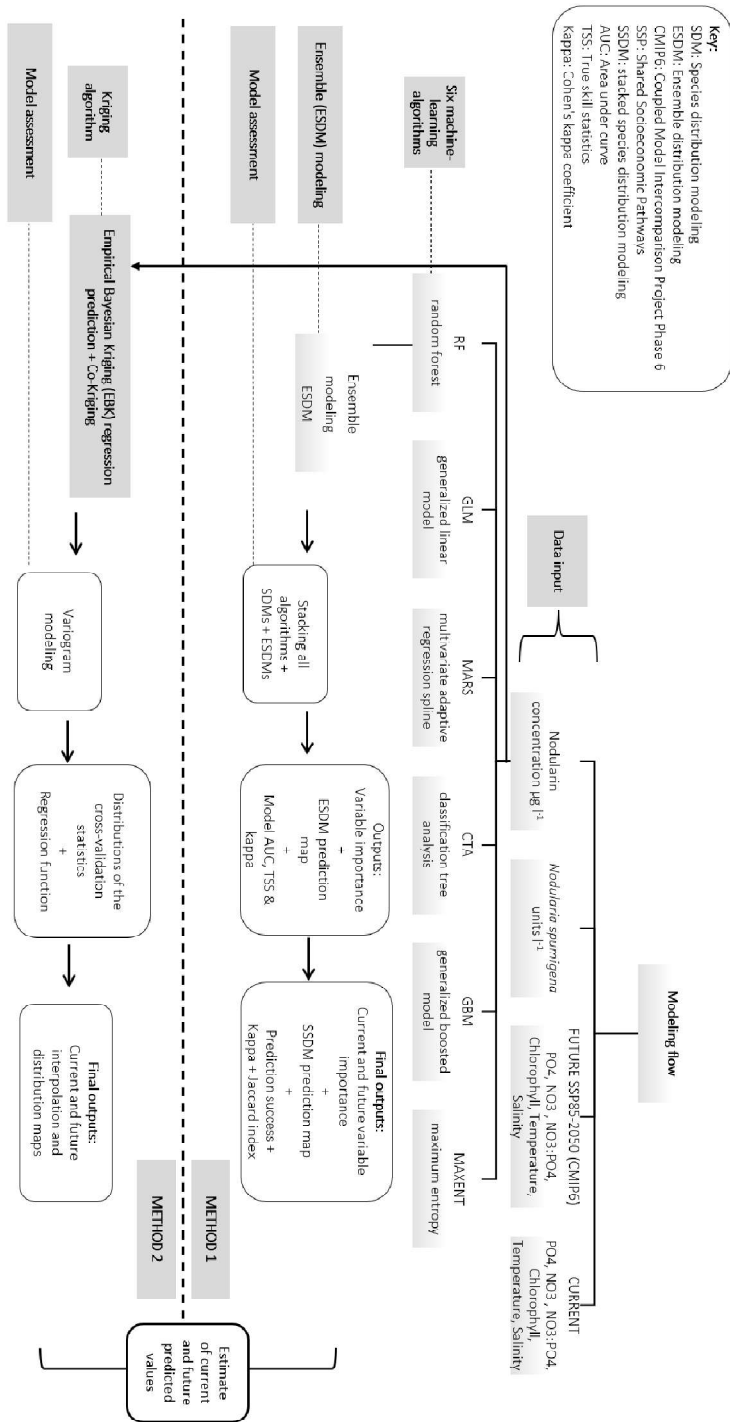 Key:
SDM: Species distribution modeling
ESDM: Ensemble distribution modeling
CMIP6: Coupled Model Intercomparison Project Phase 6
SSP: Shared Socioeconomic Pathways
SSDM: stacked species distribution modeling
AUC: Area under curve
TSS: True skill statistics
Kappa: Cohen's kappa coefficient
Modeling flow
Data input
Nodularin
concentration µg l-1
Nodularia spumigena
units l-1
FUTURE SSP85-2050 (CMIP6)
PO4, NO3 , NO3:PO4,
Chlorophyll, Temperature,
Salinity
CURRENT
PO4, NO3 , NO3:PO4,
Chlorophyll,
Temperature, Salinity
Six machine-
learning
algorithms
RF
random forest
GLM
generalized linear
model
MARS
multivariate adaptive
regression spline
CTA
classification tree
analysis
GBM
generalized boosted
model
MAXENT
maximum entropy
Ensemble (ESDM) modeling
Ensemble
modeling
ESDM
Model assessment
Stacking all
algorithms +
SDMs + ESDMs
Outputs:
Variable importance
+
ESDM prediction
map
+
Model AUC, TSS &
kappa
Final outputs:
Current and future variable
importance
+
SSDM prediction map
+
Prediction success +
Kappa + Jaccard index
METHOD 1
METHOD 2
Kriging
algorithm
Empirical Bayesian Kriging (EBK) regression
prediction + Co-Kriging
Model assessment
Variogram
modeling
Distributions of the
cross-validation
statistics
+
Regression function
Final outputs:
Current and future
interpolation and
distribution maps
Estimate
of current
and future
predicted
values